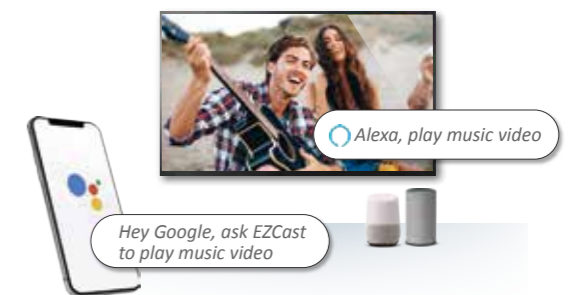 Alexa, play music video
Hey Google, ask EZCast
to play music video